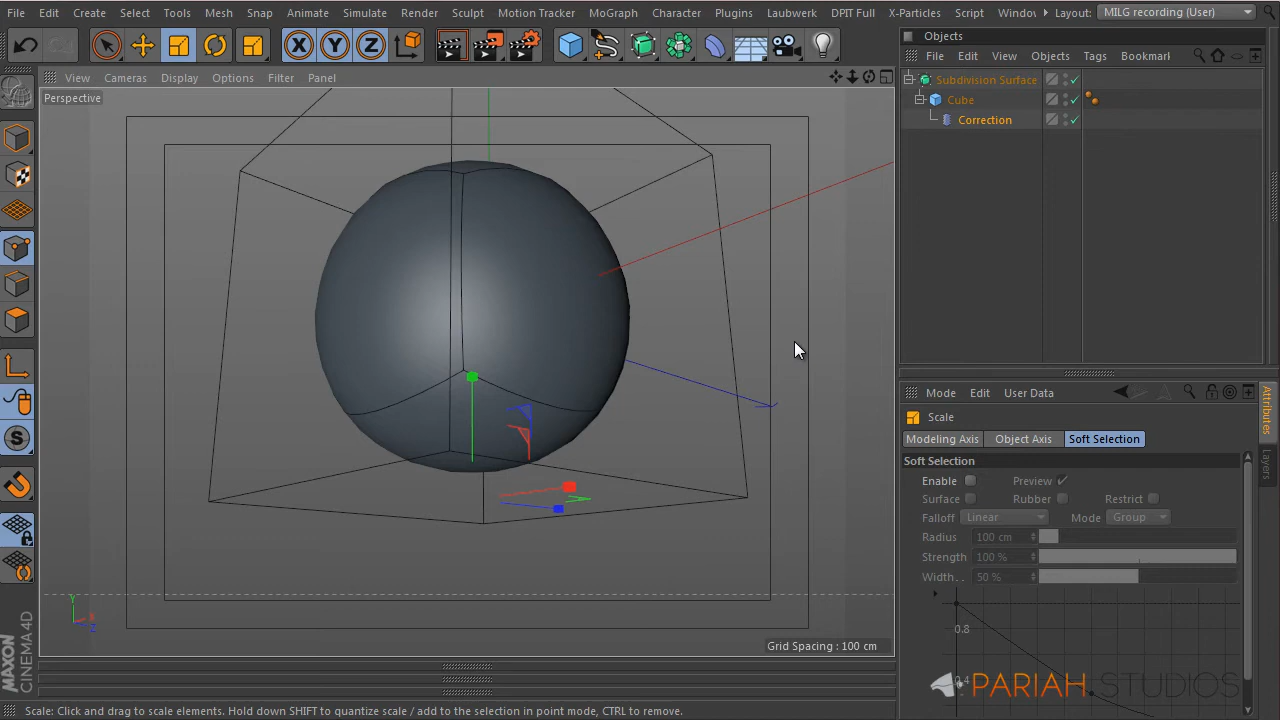 File Edit Create Select Tools Mesh Snap Animate Simulate Render Sculpt Motion Tracker MoGraph Character Plugins Laubwerk DPIT Full X-Particles Script Window Layout: MILG recording (User)
X Y Z
Objects
File Edit View Objects Tags Bookmark
View Cameras Display Options Filter Panel
Perspective
Subdivision Surface
Cube
Correction
Mode Edit User Data
Scale
Modeling Axis Object Axis Soft Selection
Soft Selection
Enable Preview
Surface Rubber Restrict
Falloff Linear Mode Group
Radius 100 cm
Strength 100 %
Width . . 50 %
0.8
0.4
Attributes
Layers
S
Y
X
Z
Grid Spacing : 100 cm
MAXON
CINEMA 4D
PARIAH STUDIOS
Scale: Click and drag to scale elements. Hold down SHIFT to quantize scale / add to the selection in point mode, CTRL to remove.